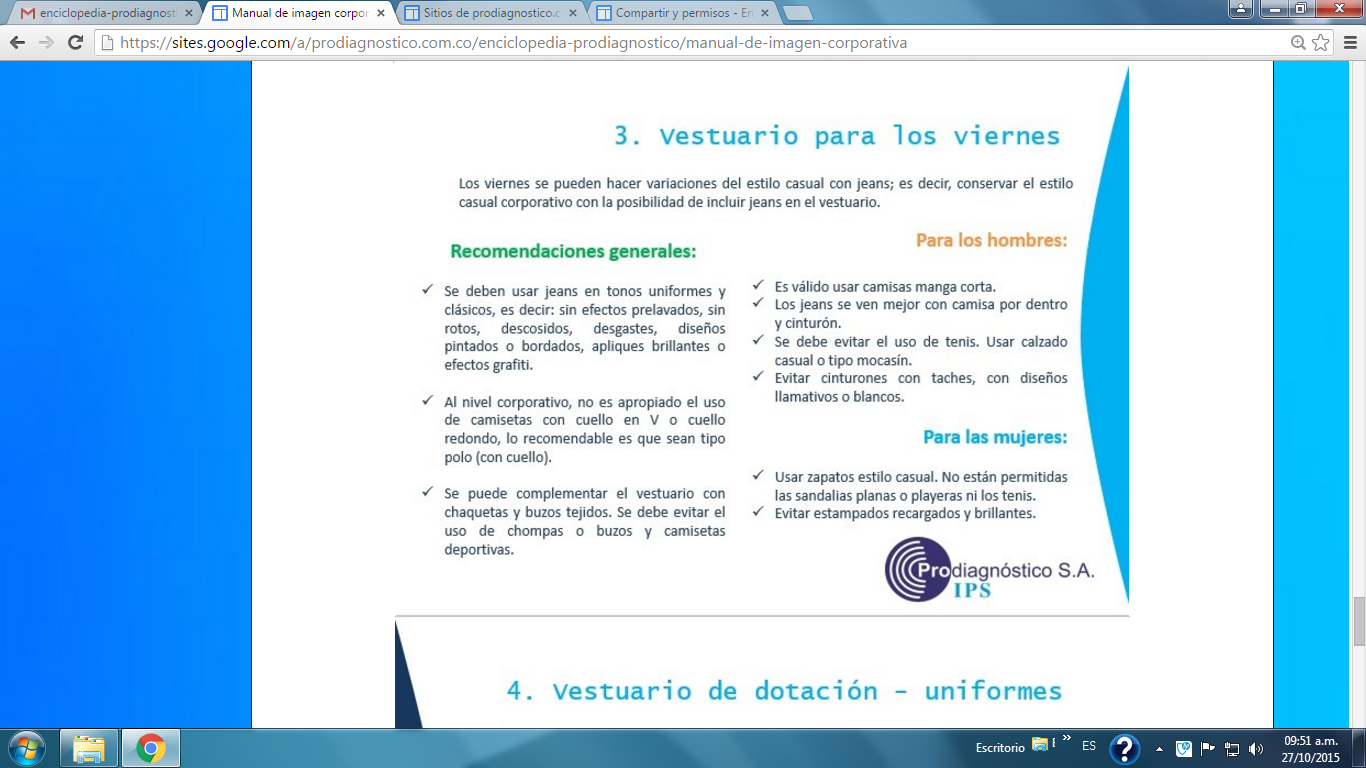 enciclopedia-prodiagnost
Manual de imagen corpor
Sitios de prodiagnostico.c
Compartir y permisos - En
https://sites.google.com/a/prodiagnostico.com.co/enciclopedia-prodiagnostico/manual-de-imagen-corporativa
3. Vestuario para los viernes
Los viernes se pueden hacer variaciones del estilo casual con jeans; es decir, conservar el estilo
casual corporativo con la posibilidad de incluir jeans en el vestuario.
Recomendaciones generales:
✓ Se deben usar jeans en tonos uniformes y
clásicos, es decir: sin efectos prelavados, sin
rotos, descosidos, desgastes, diseños
pintados o bordados, apliques brillantes o
efectos grafiti.
✓ Al nivel corporativo, no es apropiado el uso
de camisetas con cuello en V o cuello
redondo, lo recomendable es que sean tipo
polo (con cuello).
✓ Se puede complementar el vestuario con
chaquetas y buzos tejidos. Se debe evitar el
uso de chompas o buzos y camisetas
deportivas.
Para los hombres:
✓ Es válido usar camisas manga corta.
✓ Los jeans se ven mejor con camisa por dentro
y cinturón.
✓ Se debe evitar el uso de tenis. Usar calzado
casual o tipo mocasín.
✓ Evitar cinturones con taches, con diseños
llamativos o blancos.
Para las mujeres:
✓ Usar zapatos estilo casual. No están permitidas
las sandalias planas o playeras ni los tenis.
✓ Evitar estampados recargados y brillantes.
Prodiagnóstico S.A.
IPS
4. Vestuario de dotación – uniformes
Escritorio
ES
09:51 a.m.
27/10/2015